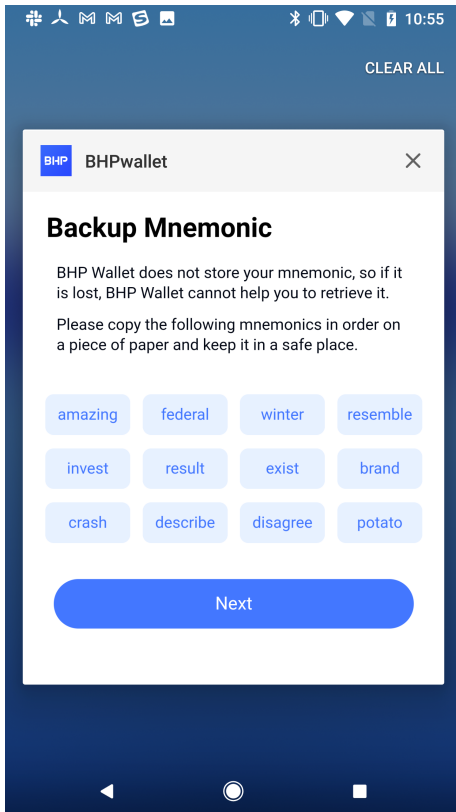 10:55
CLEAR ALL
BHP BHPwallet
Backup Mnemonic
BHP Wallet does not store your mnemonic, so if it
is lost, BHP Wallet cannot help you to retrieve it.
Please copy the following mnemonics in order on
a piece of paper and keep it in a safe place.
amazing federal winter resemble
invest result exist brand
crash describe disagree potato
Next